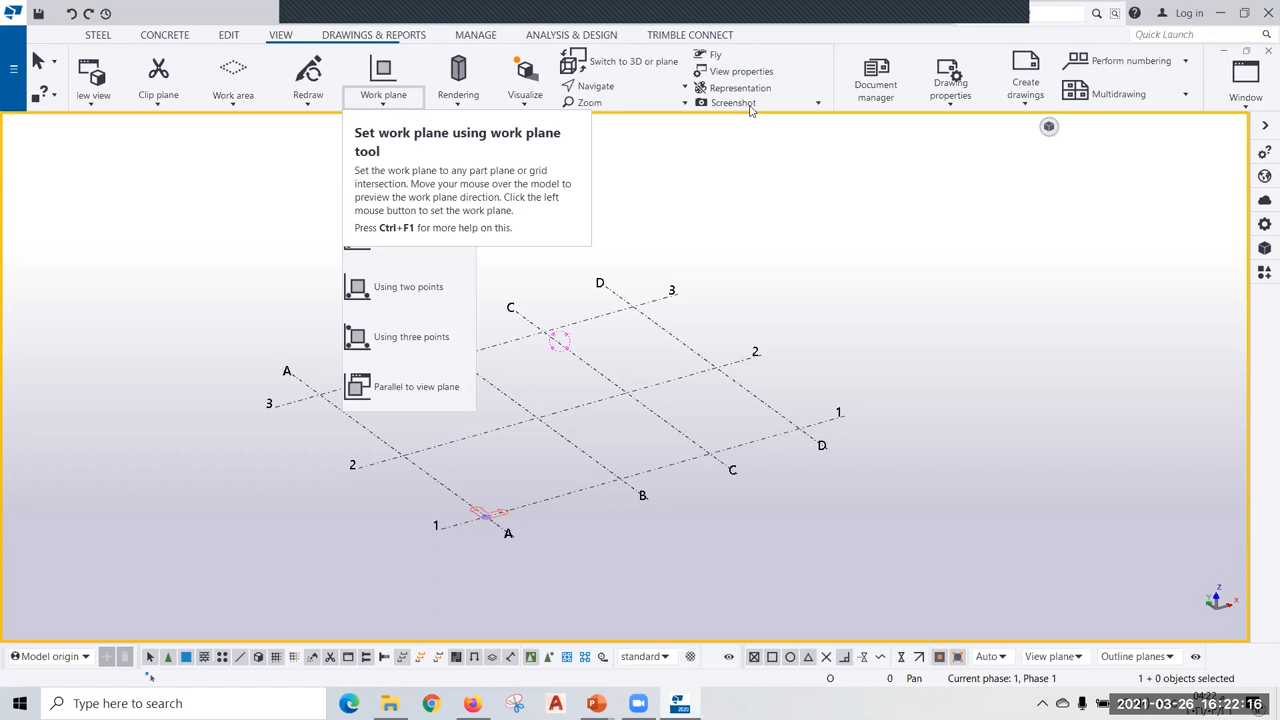 Log in
STEEL CONCRETE EDIT VIEW DRAWINGS & REPORTS MANAGE ANALYSIS & DESIGN TRIMBLE CONNECT Quick Launch
iew view
Clip plane
Work area
Redraw
Work plane
Rendering
Visualize
Switch to 3D or plane
Navigate
Zoom
Fly
View properties
Representation
Screenshot
Document
manager
Drawing
properties
Create
drawings
Perform numbering
Multidrawing
Window
Set work plane using work plane
tool
Set the work plane to any part plane or grid
intersection. Move your mouse over the model to
preview the work plane direction. Click the left
mouse button to set the work plane.
Press Ctrl+F1 for more help on this.
Using two points
Using three points
Parallel to view plane
D
3
C
2
A
3
1
2
D
C
B
1
A
Z
Y
X
Model origin
standard
Auto
View plane
Outline planes
O 0 Pan Current phase: 1, Phase 1 1 + 0 objects selected
Type here to search
2020
2021-03-26 16:22:16